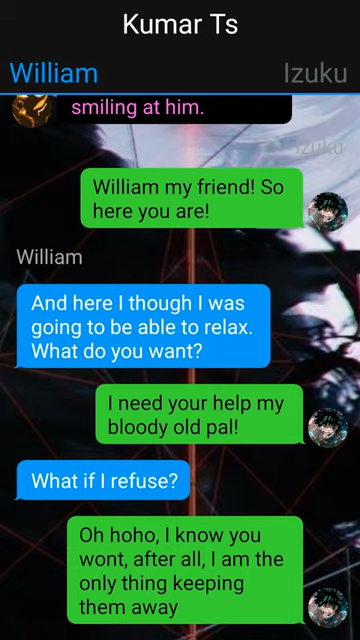 Kumar Ts
William
Izuku
smiling at him.
Izuku
William my friend! So
here you are!
William
And here I though I was
going to be able to relax.
What do you want?
I need your help my
bloody old pal!
What if I refuse?
Oh hoho, I know you
wont, after all, I am the
only thing keeping
them away